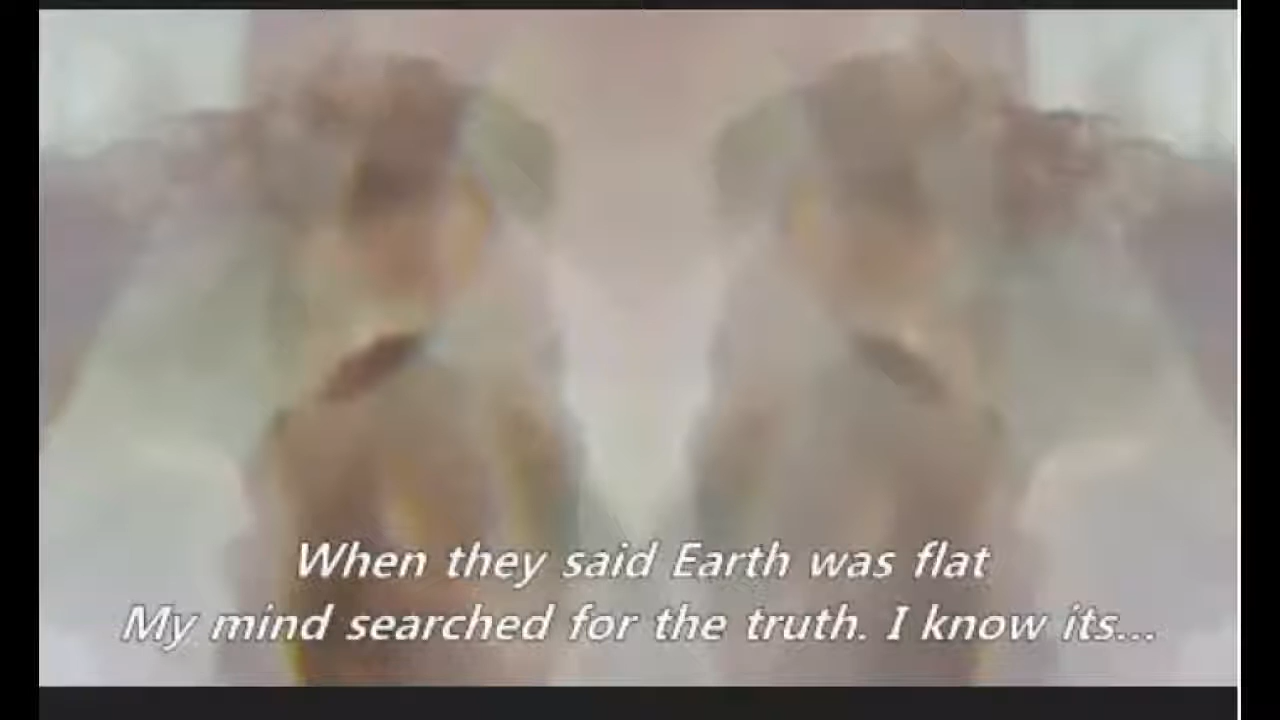 When they said Earth was flat
My mind searched for the truth. I know its...